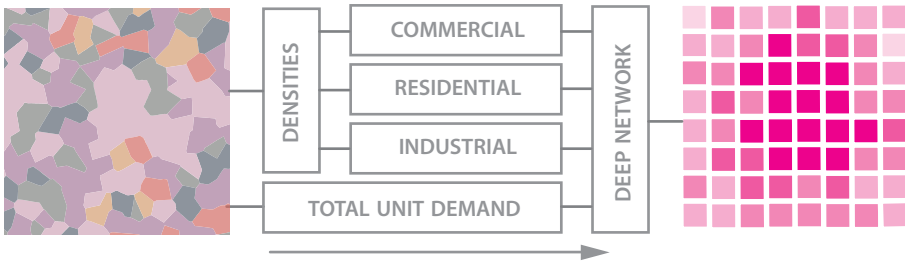 DENSITIES
COMMERCIAL
RESIDENTIAL
INDUSTRIAL
TOTAL UNIT DEMAND
DEEP NETWORK